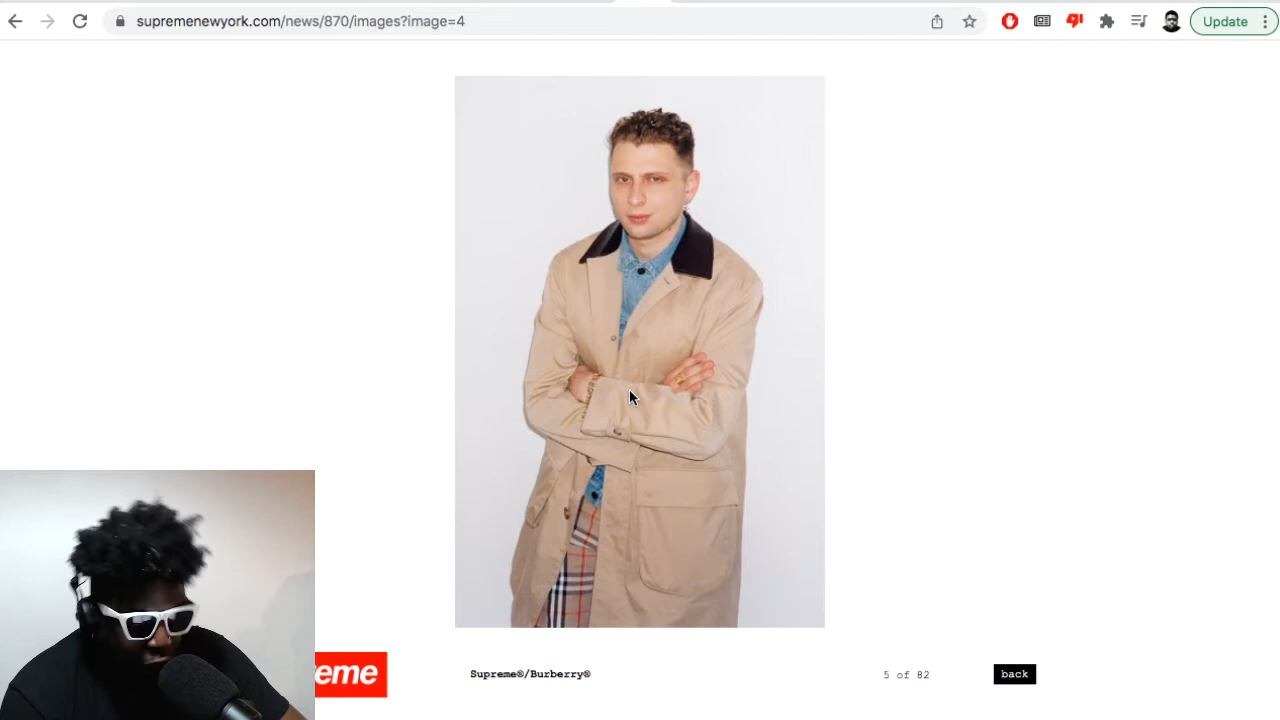 supremenewyork.com/news/870/images?image=4
Update
eme
Supreme®/Burberry®
5 of 82
back